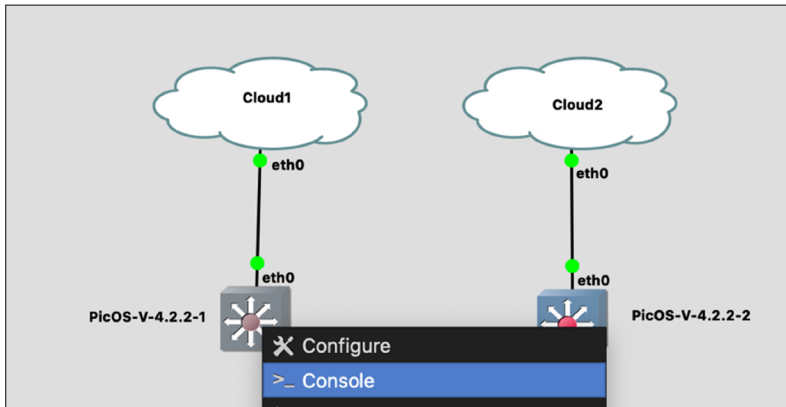 Cloud1
Cloud2
eth0
eth0
eth0
eth0
PicOS-V-4.2.2-1
PicOS-V-4.2.2-2
Configure
>_ Console